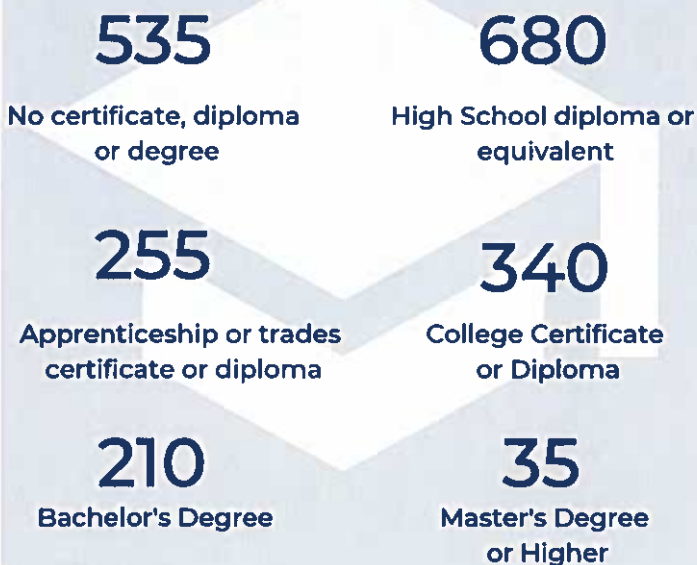 535
No certificate, diploma
or degree
680
High School diploma or
equivalent
255
Apprenticeship or trades
certificate or diploma
340
College Certificate
or Diploma
210
Bachelor's Degree
35
Master's Degree
or Higher